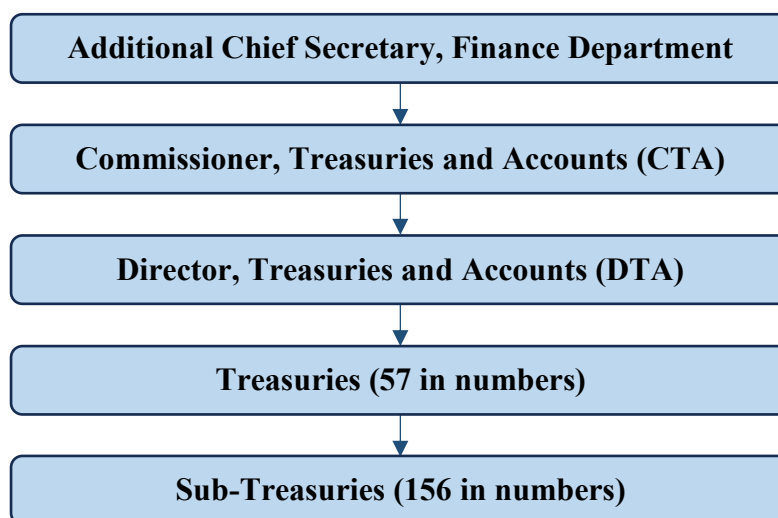 Additional Chief Secretary, Finance Department
Commissioner, Treasuries and Accounts (CTA)
Director, Treasuries and Accounts (DTA)
Treasuries (57 in numbers)
Sub-Treasuries (156 in numbers)